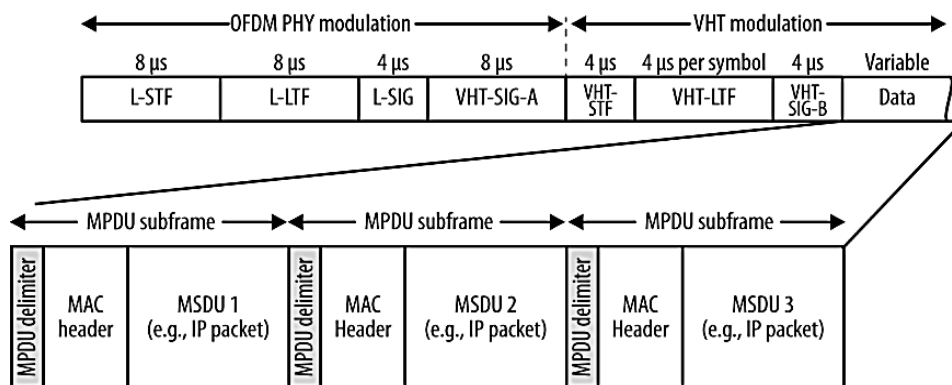 OFDM PHY modulation VHT modulation
8 µs 8 µs 4 µs 8 µs 4 µs 4 µs per symbol 4 µs Variable
L-STF L-LTF L-SIG VHT-SIG-A VHT-STF VHT-LTF VHT-SIG-B Data
MPDU subframe MPDU subframe MPDU subframe
MPDU delimiter
MAC
header
MSDU 1
(e.g., IP packet)
MPDU delimiter
MAC
Header
MSDU 2
(e.g., IP packet)
MPDU delimiter
MAC
Header
MSDU 3
(e.g., IP packet)